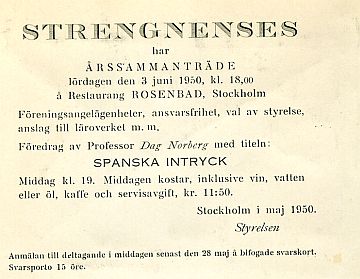 STRENGNENSES
har
ÅRSSAMMANTRÄDE
lördagen den 3 juni 1950, kl. 18,00
å Restaurang ROSENBAD, Stockholm
Föreningsangelägenheter, ansvarsfrihet, val av styrelse,
anslag till läroverket m. m.
Föredrag av Professor Dag Norberg med titeln:
SPANSKA INTRYCK
Middag kl. 19. Middagen kostar, inklusive vin, vatten
eller öl, kaffe och servisavgift, kr. 11:50.
Stockholm i maj 1950.
Styrelsen
Anmälan till deltagande i middagen senast den 28 maj å bifogade svarskort.
Svarsporto 15 öre.